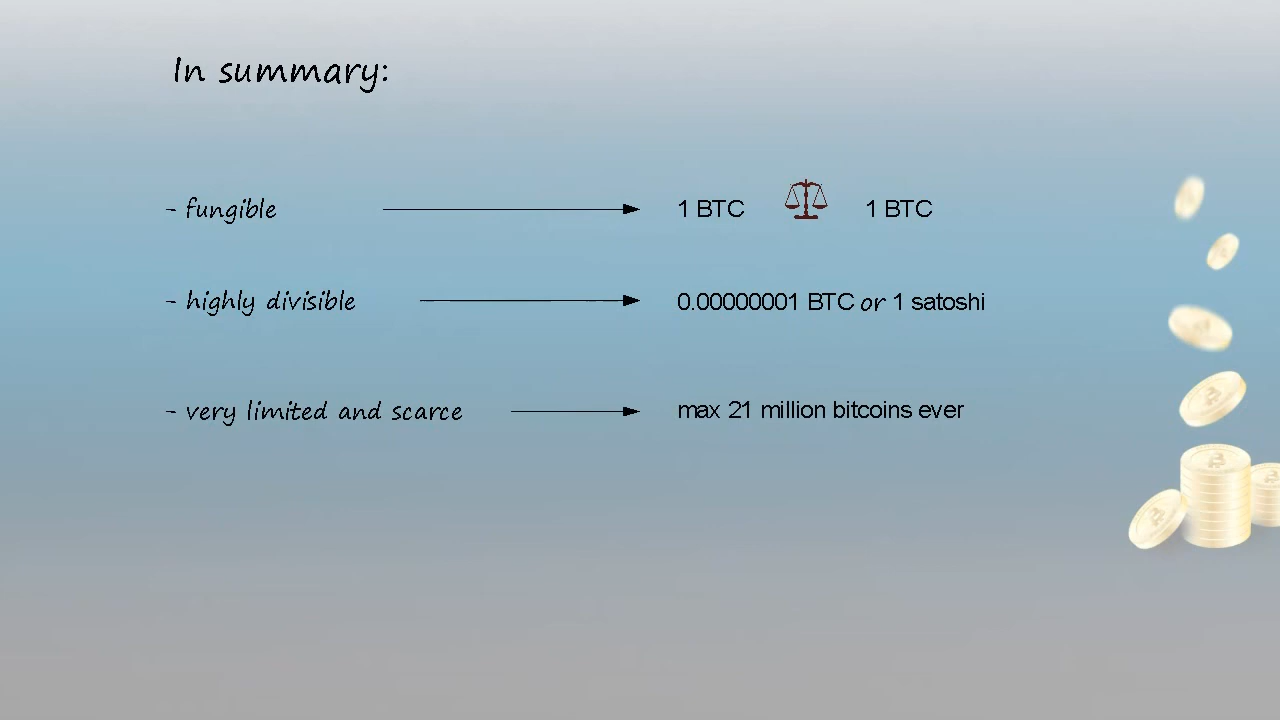 In summary:
- fungible 1 BTC 1 BTC
- highly divisible 0.00000001 BTC or 1 satoshi
- very limited and scarce max 21 million bitcoins ever